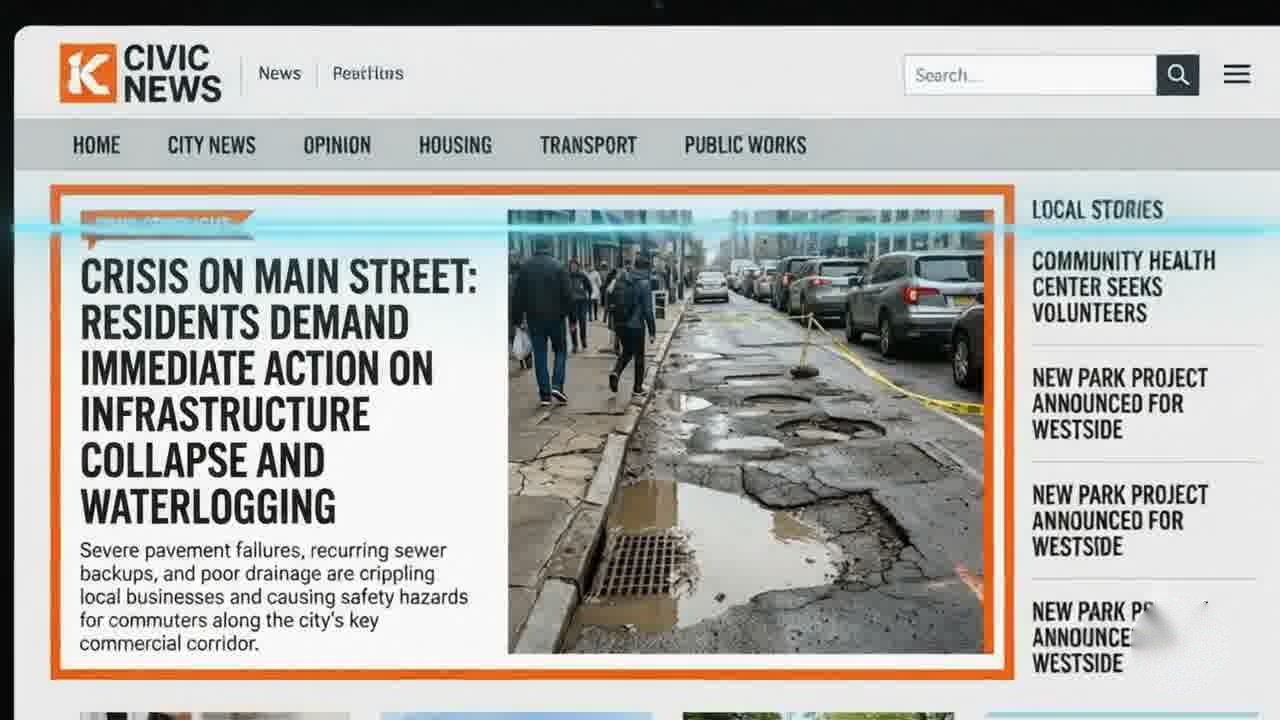 CIVIC
NEWS
News
Search...
HOME
CITY NEWS
OPINION
HOUSING
TRANSPORT
PUBLIC WORKS
CRISIS ON MAIN STREET:
RESIDENTS DEMAND
IMMEDIATE ACTION ON
INFRASTRUCTURE
COLLAPSE AND
WATERLOGGING
Severe pavement failures, recurring sewer
backups, and poor drainage are crippling
local businesses and causing safety hazards
for commuters along the city's key
commercial corridor.
LOCAL STORIES
COMMUNITY HEALTH
CENTER SEEKS
VOLUNTEERS
NEW PARK PROJECT
ANNOUNCED FOR
WESTSIDE
NEW PARK PROJECT
ANNOUNCED FOR
WESTSIDE
NEW PARK
WESTSIDE